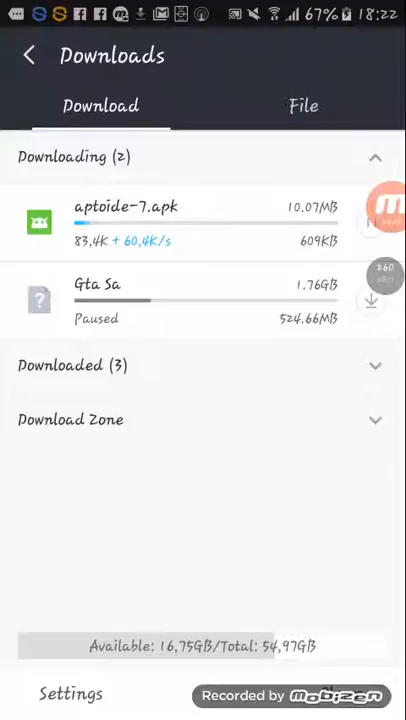 67% 18:22
Downloads
Download File
Downloading (2)
aptoide-7.apk 10.07MB
83,4K + 60,4K/s 609KB
Gta Sa 1.76GB
Paused 524.66MB
260
Downloaded (3)
Download Zone
Available: 16,75GB/Total: 54,97GB
Settings
Recorded by mobizen